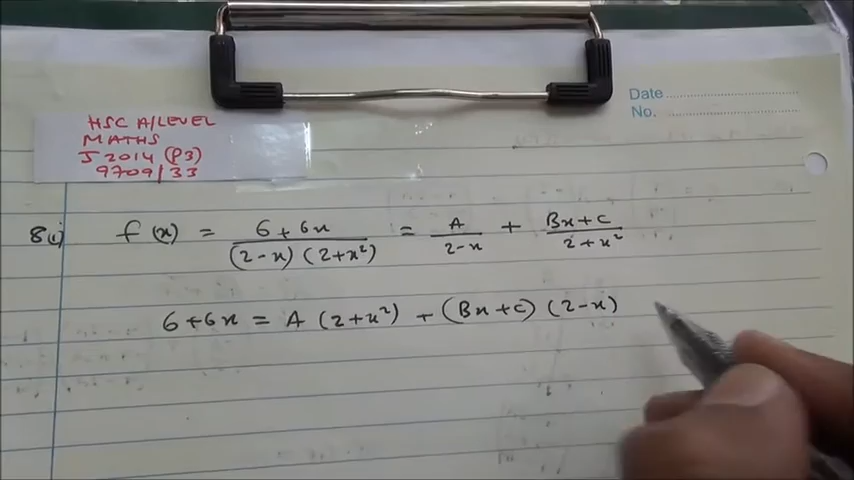 HSC A/LEVEL
MATHS
J 2014 (P3)
9709/33
Date
No.
8(i) f(x) = 6+6x / (2-x)(2+x²) = A / 2-x + Bx+C / 2+x²
6+6x = A (2+x²) + (Bx+C) (2-x)